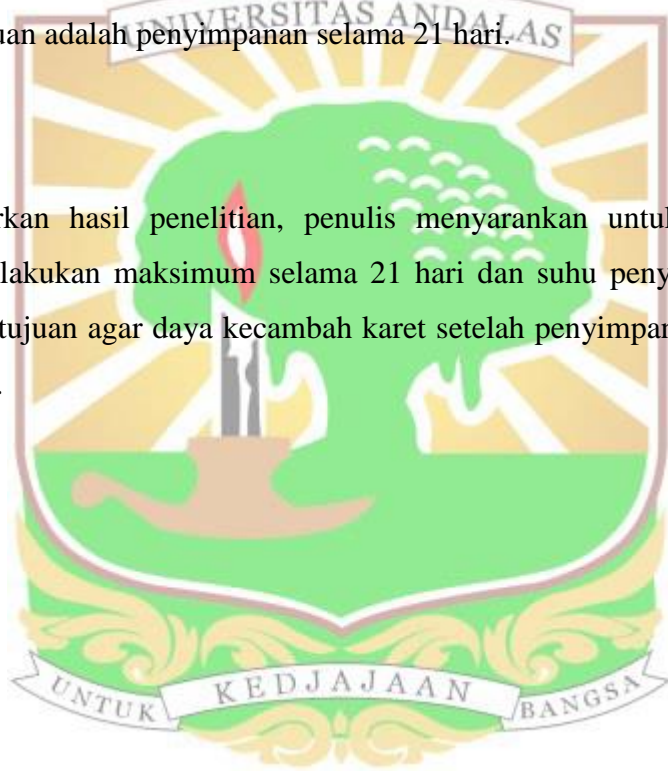 UNIVERSITAS ANDALAS
uan adalah penyimpanan selama 21 hari.
rkan hasil penelitian, penulis menyarankan untul
lakukan maksimum selama 21 hari dan suhu peny
tujuan agar daya kecambah karet setelah penyimpan
.
UNTUK KEDJAJAAN BANGSA